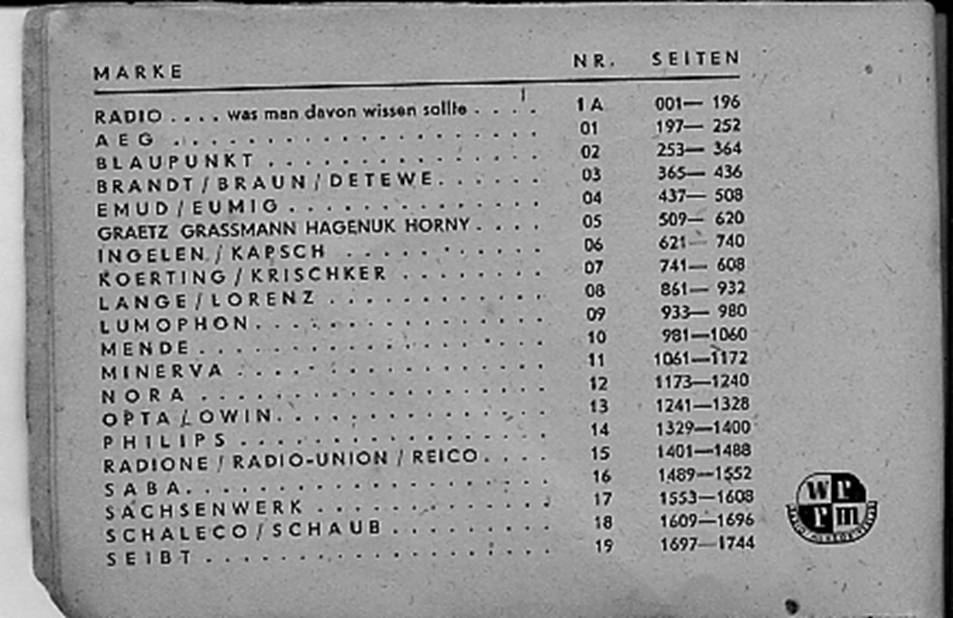 MARKE NR. SEITEN
RADIO .... was man davon wissen sollte .... 1 A 001— 196
AEG .................. 01 197— 252
BLAUPUNKT .............. 02 253— 364
BRANDT/BRAUN/DETEWE...... 03 365— 436
EMUD/EUMIG ............. 04 437— 508
GRAETZ GRASSMANN HAGENUK HORNY .... 05 509— 620
INGELEN/KAPSCH .......... 06 621— 740
KOERTING/KRISCHKER ........ 07 741— 608
LANGE/LORENZ ........... 08 861— 932
LUMOPHON.............. 09 933— 980
MENDE................. 10 981—1060
MINERVA ............... 11 1061—1172
NORA ................. 12 1173—1240
OPTA/OWIN............. 13 1241—1328
PHILIPS ............... 14 1329—1400
RADIONE/RADIO-UNION/REICO.... 15 1401—1488
SABA.................. 16 1489—1552
SACHSENWERK ............ 17 1553—1608
SCHALECO/SCHAUB ........ 18 1609—1696
SEIBT ................. 19 1697—1744
wr
rm